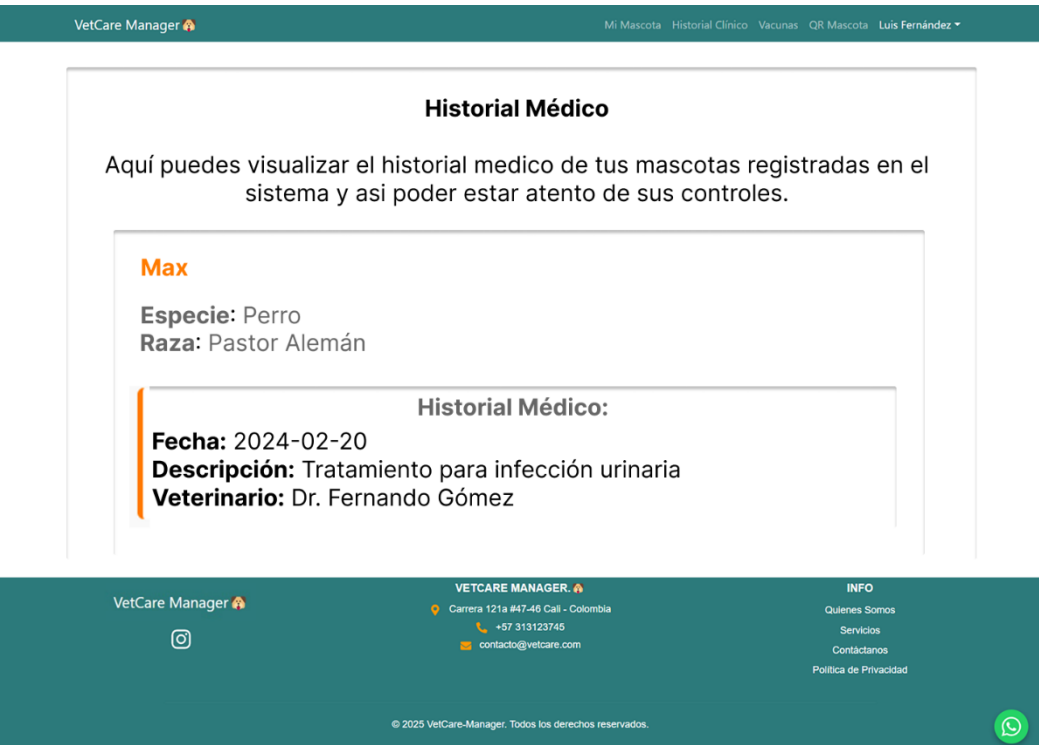 VetCare Manager
Mi Mascota Historial Clínico Vacunas QR Mascota Luis Fernández
Historial Médico
Aquí puedes visualizar el historial medico de tus mascotas registradas en el
sistema y asi poder estar atento de sus controles.
Max
Especie: Perro
Raza: Pastor Alemán
Historial Médico:
Fecha: 2024-02-20
Descripción: Tratamiento para infección urinaria
Veterinario: Dr. Fernando Gómez
VetCare Manager
VETCARE MANAGER.
Carrera 121a #47-46 Cali - Colombia
+57 313123745
contacto@vetcare.com
INFO
Quienes Somos
Servicios
Contáctanos
Política de Privacidad
© 2025 VetCare-Manager. Todos los derechos reservados.